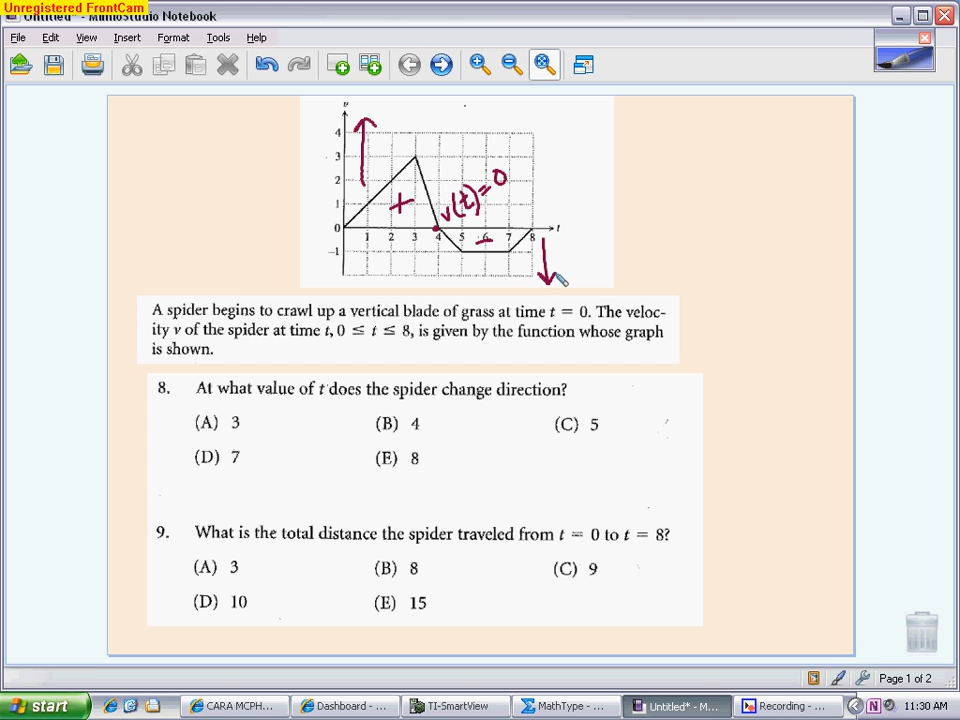 Unregistered FrontCam
Untitled* - MimioStudio Notebook
File Edit View Insert Format Tools Help
v
4
3
2
1
0
-1
1 2 3 4 5 6 7 8 t
+
v(t)=0
−
A spider begins to crawl up a vertical blade of grass at time t = 0. The veloc-
ity v of the spider at time t, 0 ≤ t ≤ 8, is given by the function whose graph
is shown.
8. At what value of t does the spider change direction?
(A) 3 (B) 4 (C) 5
(D) 7 (E) 8
9. What is the total distance the spider traveled from t = 0 to t = 8?
(A) 3 (B) 8 (C) 9
(D) 10 (E) 15
Page 1 of 2
start CARA MCPH... Dashboard - ... TI-SmartView MathType - ... Untitled* - M... Recording - ... 11:30 AM